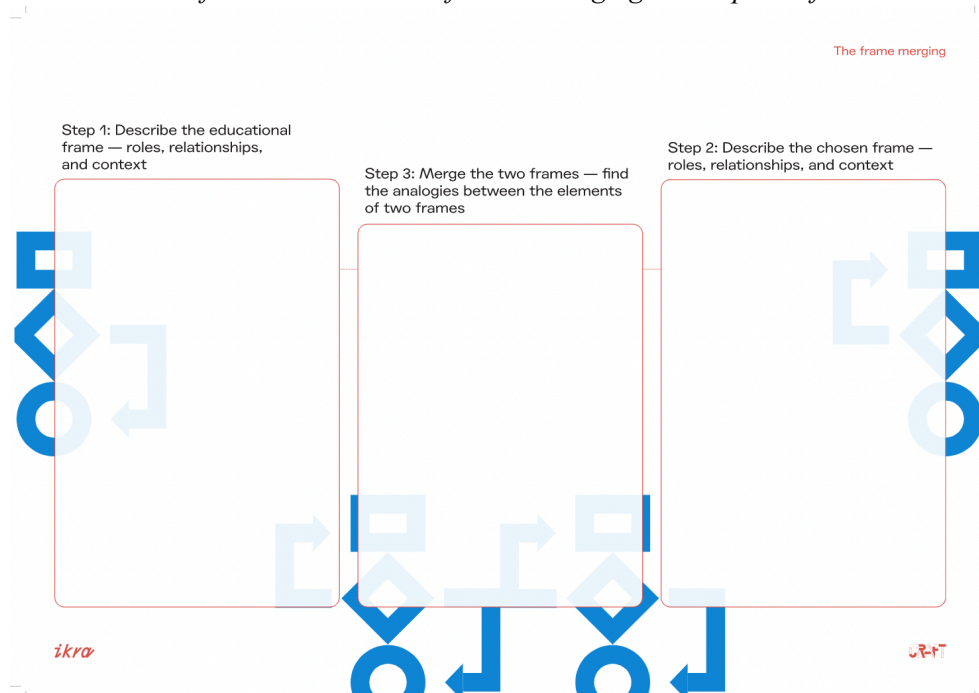 The frame merging
Step 1: Describe the educational
frame — roles, relationships,
and context
Step 3: Merge the two frames — find
the analogies between the elements
of two frames
Step 2: Describe the chosen frame —
roles, relationships, and context
ikra